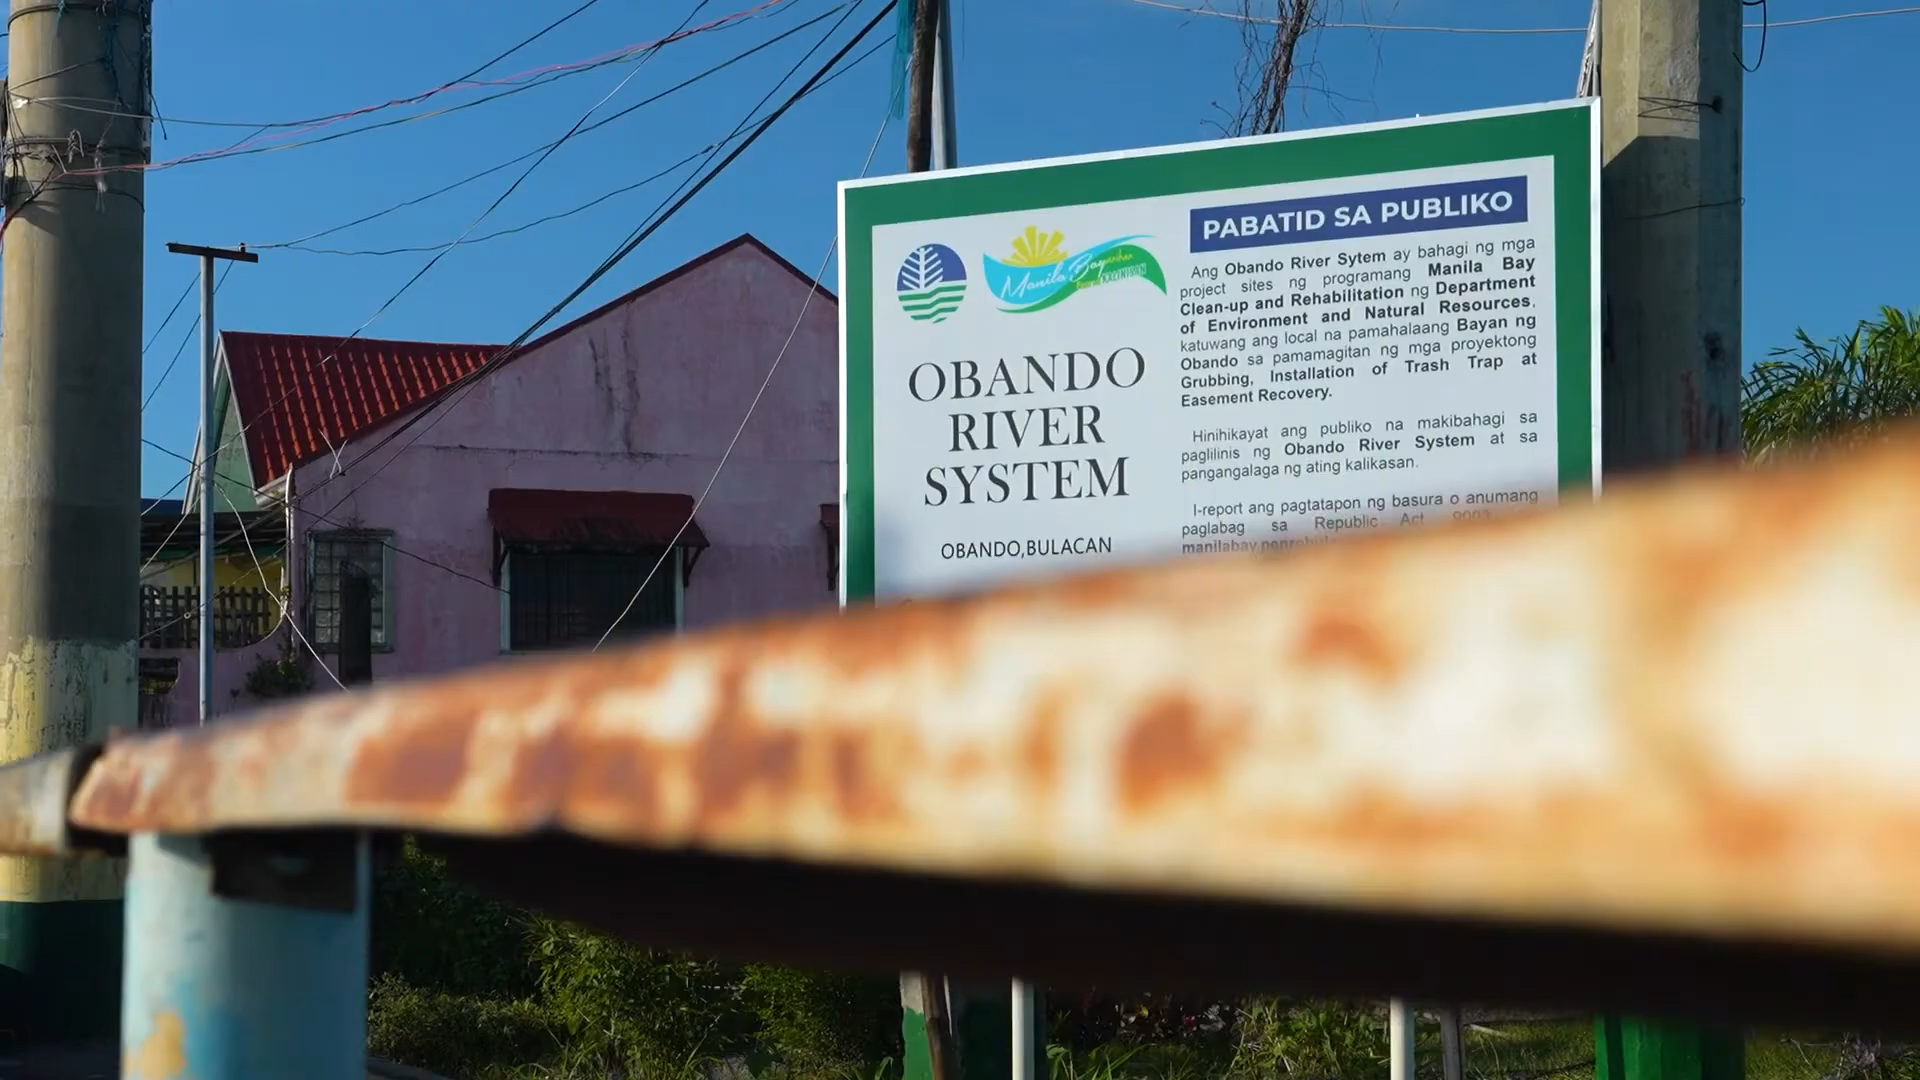 Manila Bay
OBANDO
RIVER
SYSTEM
OBANDO,BULACAN
PABATID SA PUBLIKO
Ang Obando River Sytem ay bahagi ng mga
project sites ng programang Manila Bay
Clean-up and Rehabilitation ng Department
of Environment and Natural Resources,
katuwang ang local na pamahalaang Bayan ng
Obando sa pamamagitan ng mga proyektong
Grubbing, Installation of Trash Trap at
Easement Recovery.
Hinihikayat ang publiko na makibahagi sa
paglilinis ng Obando River System at sa
pangangalaga ng ating kalikasan.
I-report ang pagtatapon ng basura o anumang
paglabag sa Republic Act